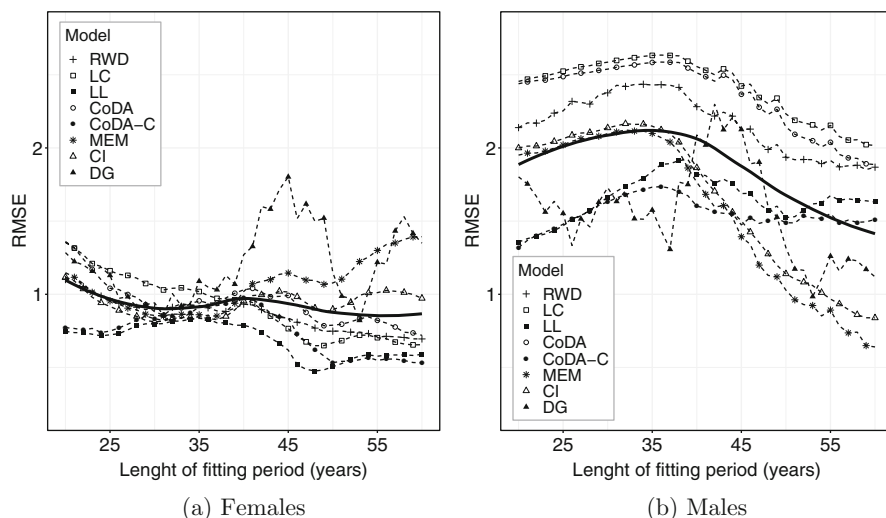 Model
RWD
LC
LL
CoDA
CoDA-C
MEM
CI
DG
RMSE
2
1
25
35
45
55
Lenght of fitting period (years)
(a) Females
RMSE
2
1
Model
RWD
LC
LL
CoDA
CoDA-C
MEM
CI
DG
25
35
45
55
Lenght of fitting period (years)
(b) Males